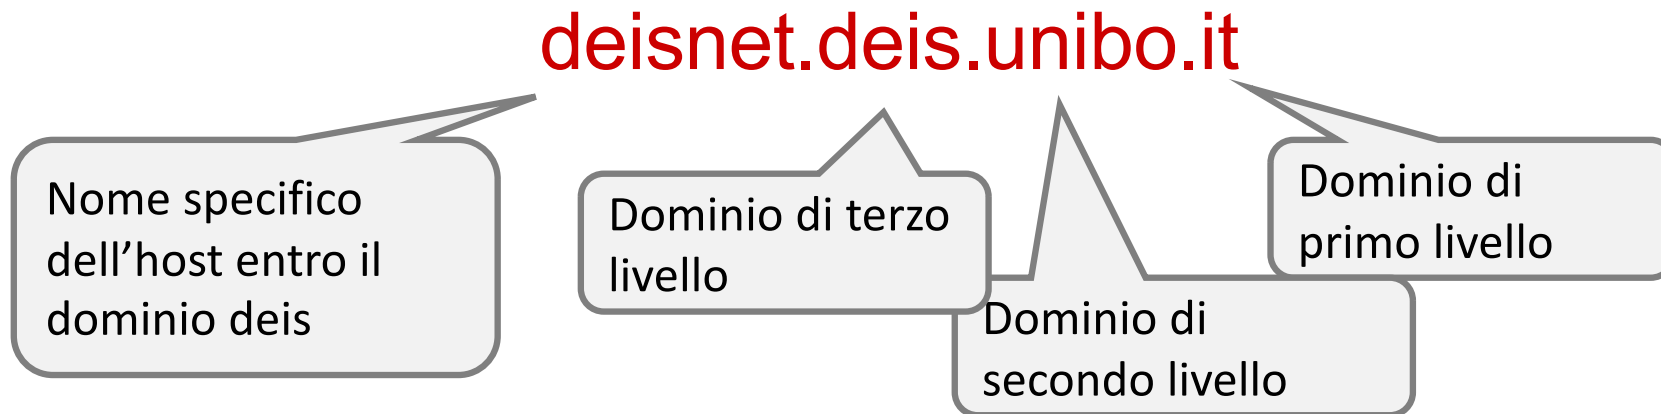 deisnet.deis.unibo.it
Nome specifico
dell’host entro il
dominio deis
Dominio di terzo
livello
Dominio di
secondo livello
Dominio di
primo livello